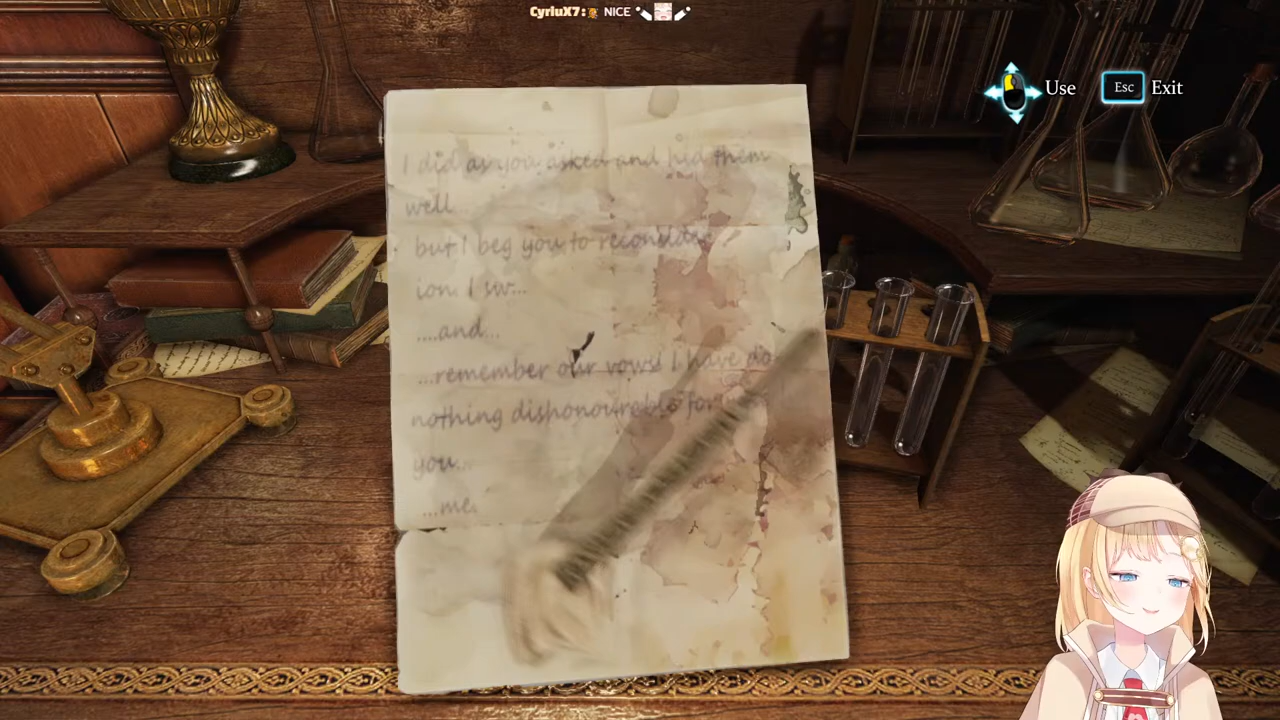 CyriuX7: NICE
Use
Esc Exit
I did as you asked and hid them
well
but I beg you to reconsider
ion. I sw...
....and...
...remember our vows! I have do
nothing dishonourable for
you...
...me.